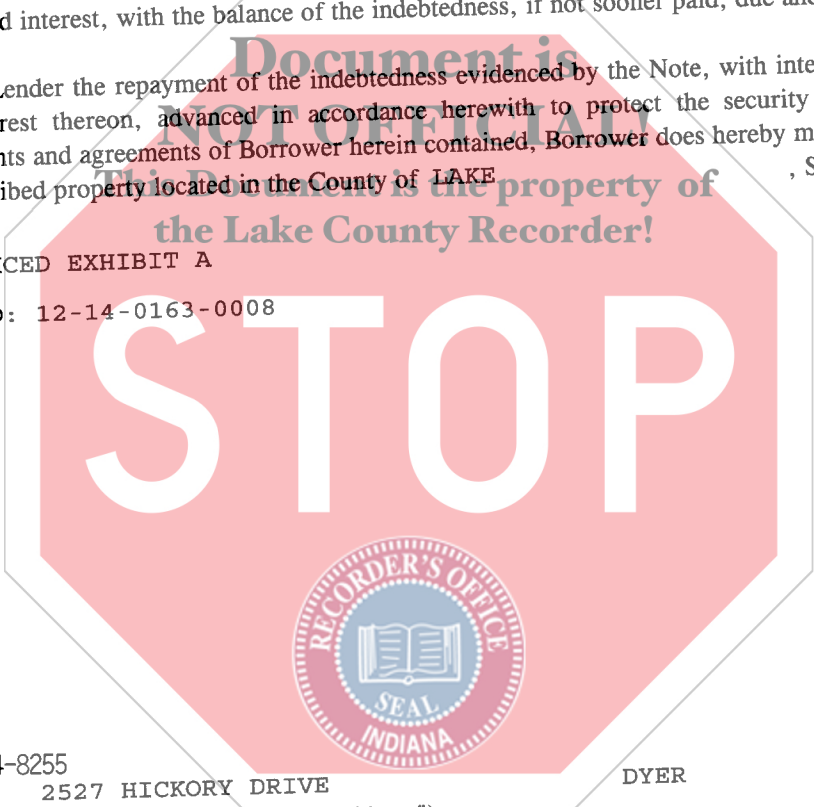 d interest, with the balance of the indebtedness, if not sooner paid, due and
Document is
Lender the repayment of the indebtedness evidenced by the Note, with inte
rest thereon, advanced in accordance herewith to protect the security
NOT OFFICIAL!
nts and agreements of Borrower herein contained, Borrower does hereby m
ibed property located in the County of LAKE , S
This Document is the property of
the Lake County Recorder!
CED EXHIBIT A
: 12-14-0163-0008
STOP
RECORDER'S OFFICE
SEAL
INDIANA
-8255
2527 HICKORY DRIVE DYER